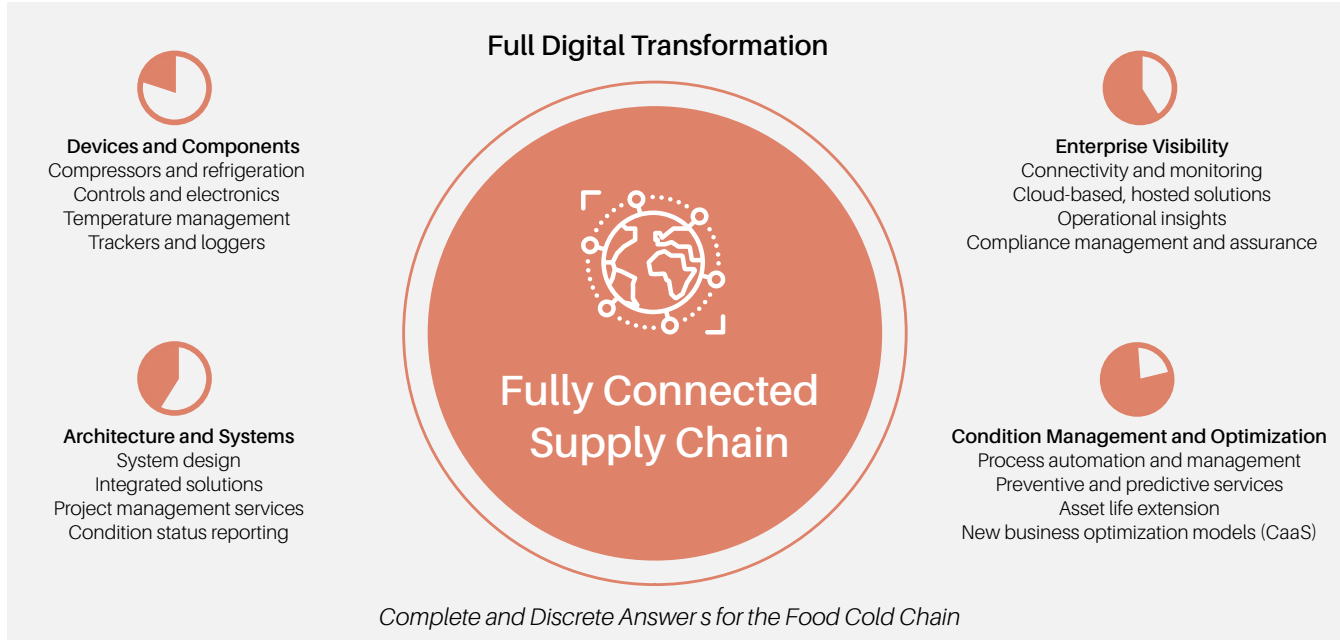 Full Digital Transformation
Devices and Components
Compressors and refrigeration
Controls and electronics
Temperature management
Trackers and loggers
Architecture and Systems
System design
Integrated solutions
Project management services
Condition status reporting
Fully Connected
Supply Chain
Enterprise Visibility
Connectivity and monitoring
Cloud-based, hosted solutions
Operational insights
Compliance management and assurance
Condition Management and Optimization
Process automation and management
Preventive and predictive services
Asset life extension
New business optimization models (CaaS)
Complete and Discrete Answer s for the Food Cold Chain